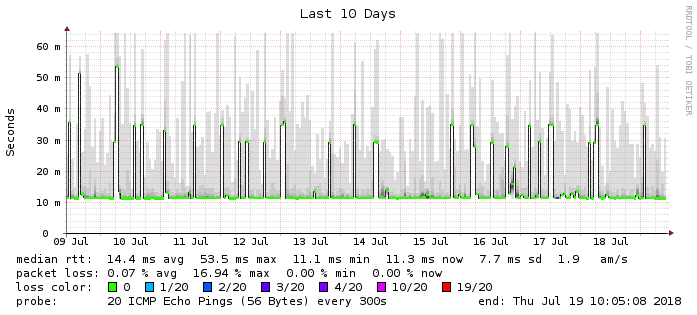 Last 10 Days
RRDTOOL / TOBI OETIKER
Seconds
60 m
50 m
40 m
30 m
20 m
10 m
0
09 Jul 10 Jul 11 Jul 12 Jul 13 Jul 14 Jul 15 Jul 16 Jul 17 Jul 18 Jul
median rtt: 14.4 ms avg 53.5 ms max 11.1 ms min 11.3 ms now 7.7 ms sd 1.9 am/s
packet loss: 0.07 % avg 16.94 % max 0.00 % min 0.00 % now
loss color: 0 1/20 2/20 3/20 4/20 10/20 19/20
probe: 20 ICMP Echo Pings (56 Bytes) every 300s end: Thu Jul 19 10:05:08 2018